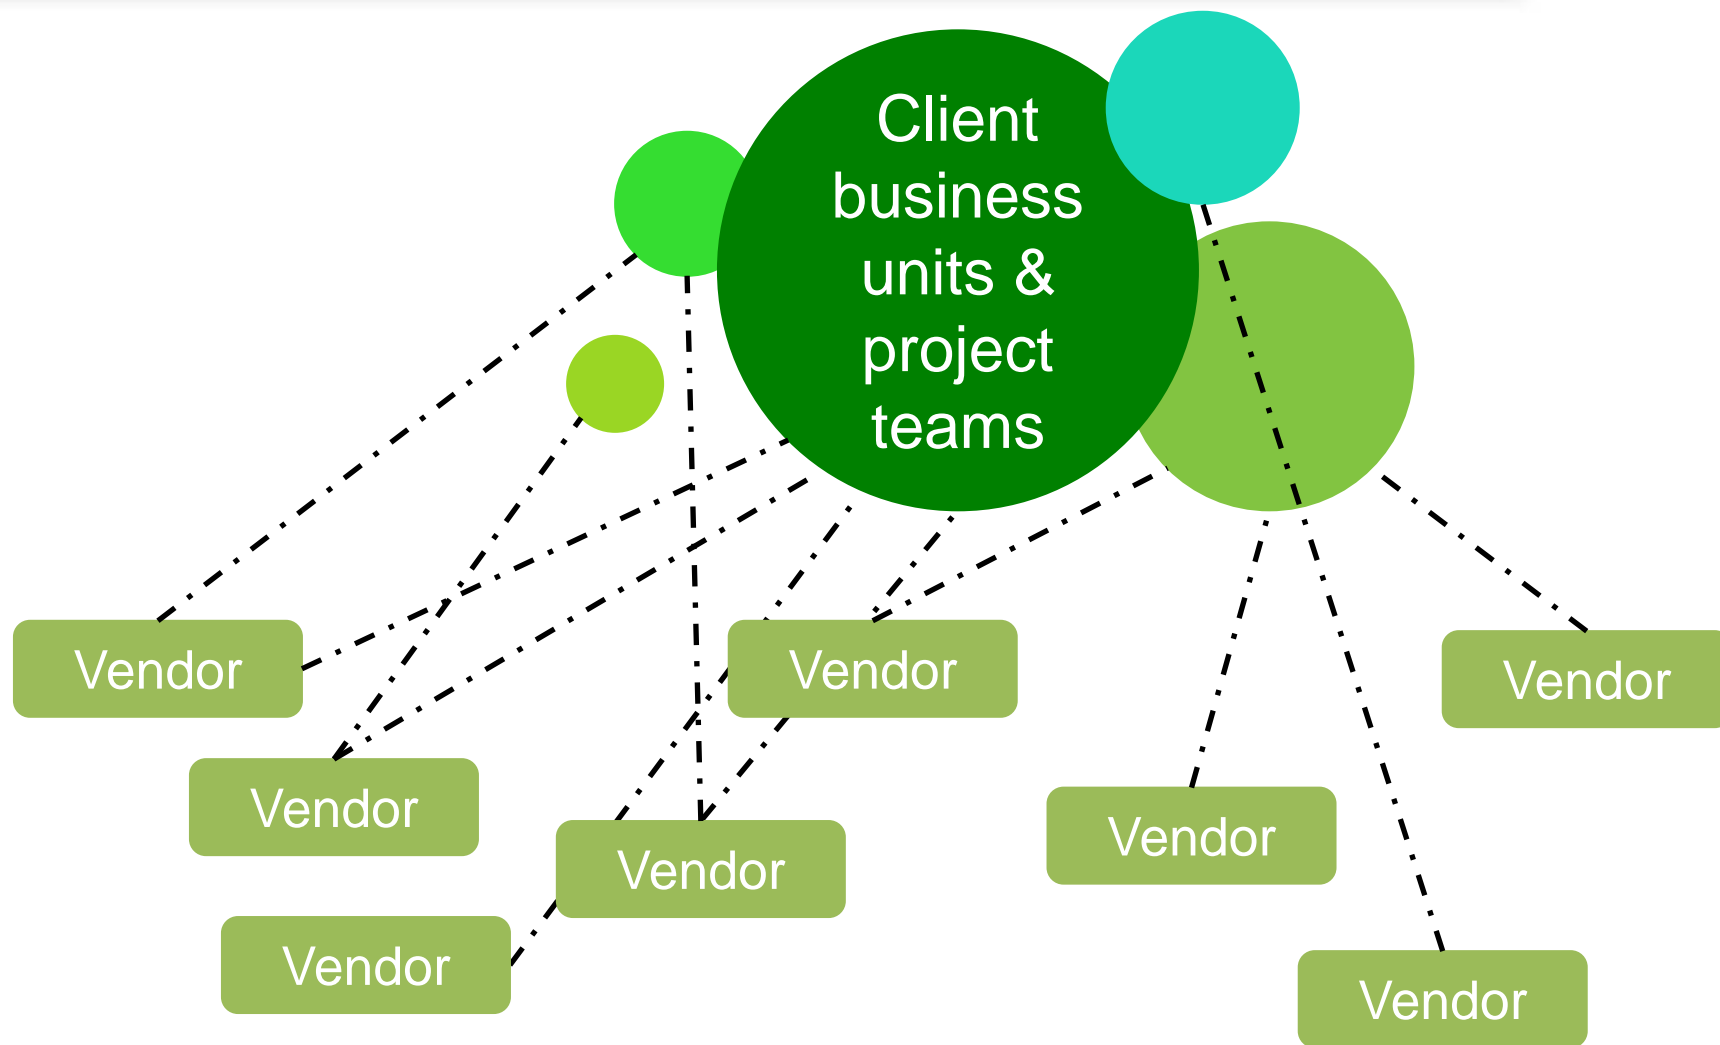 Client
business
units &
project
teams
Vendor
Vendor
Vendor
Vendor
Vendor
Vendor
Vendor
Vendor